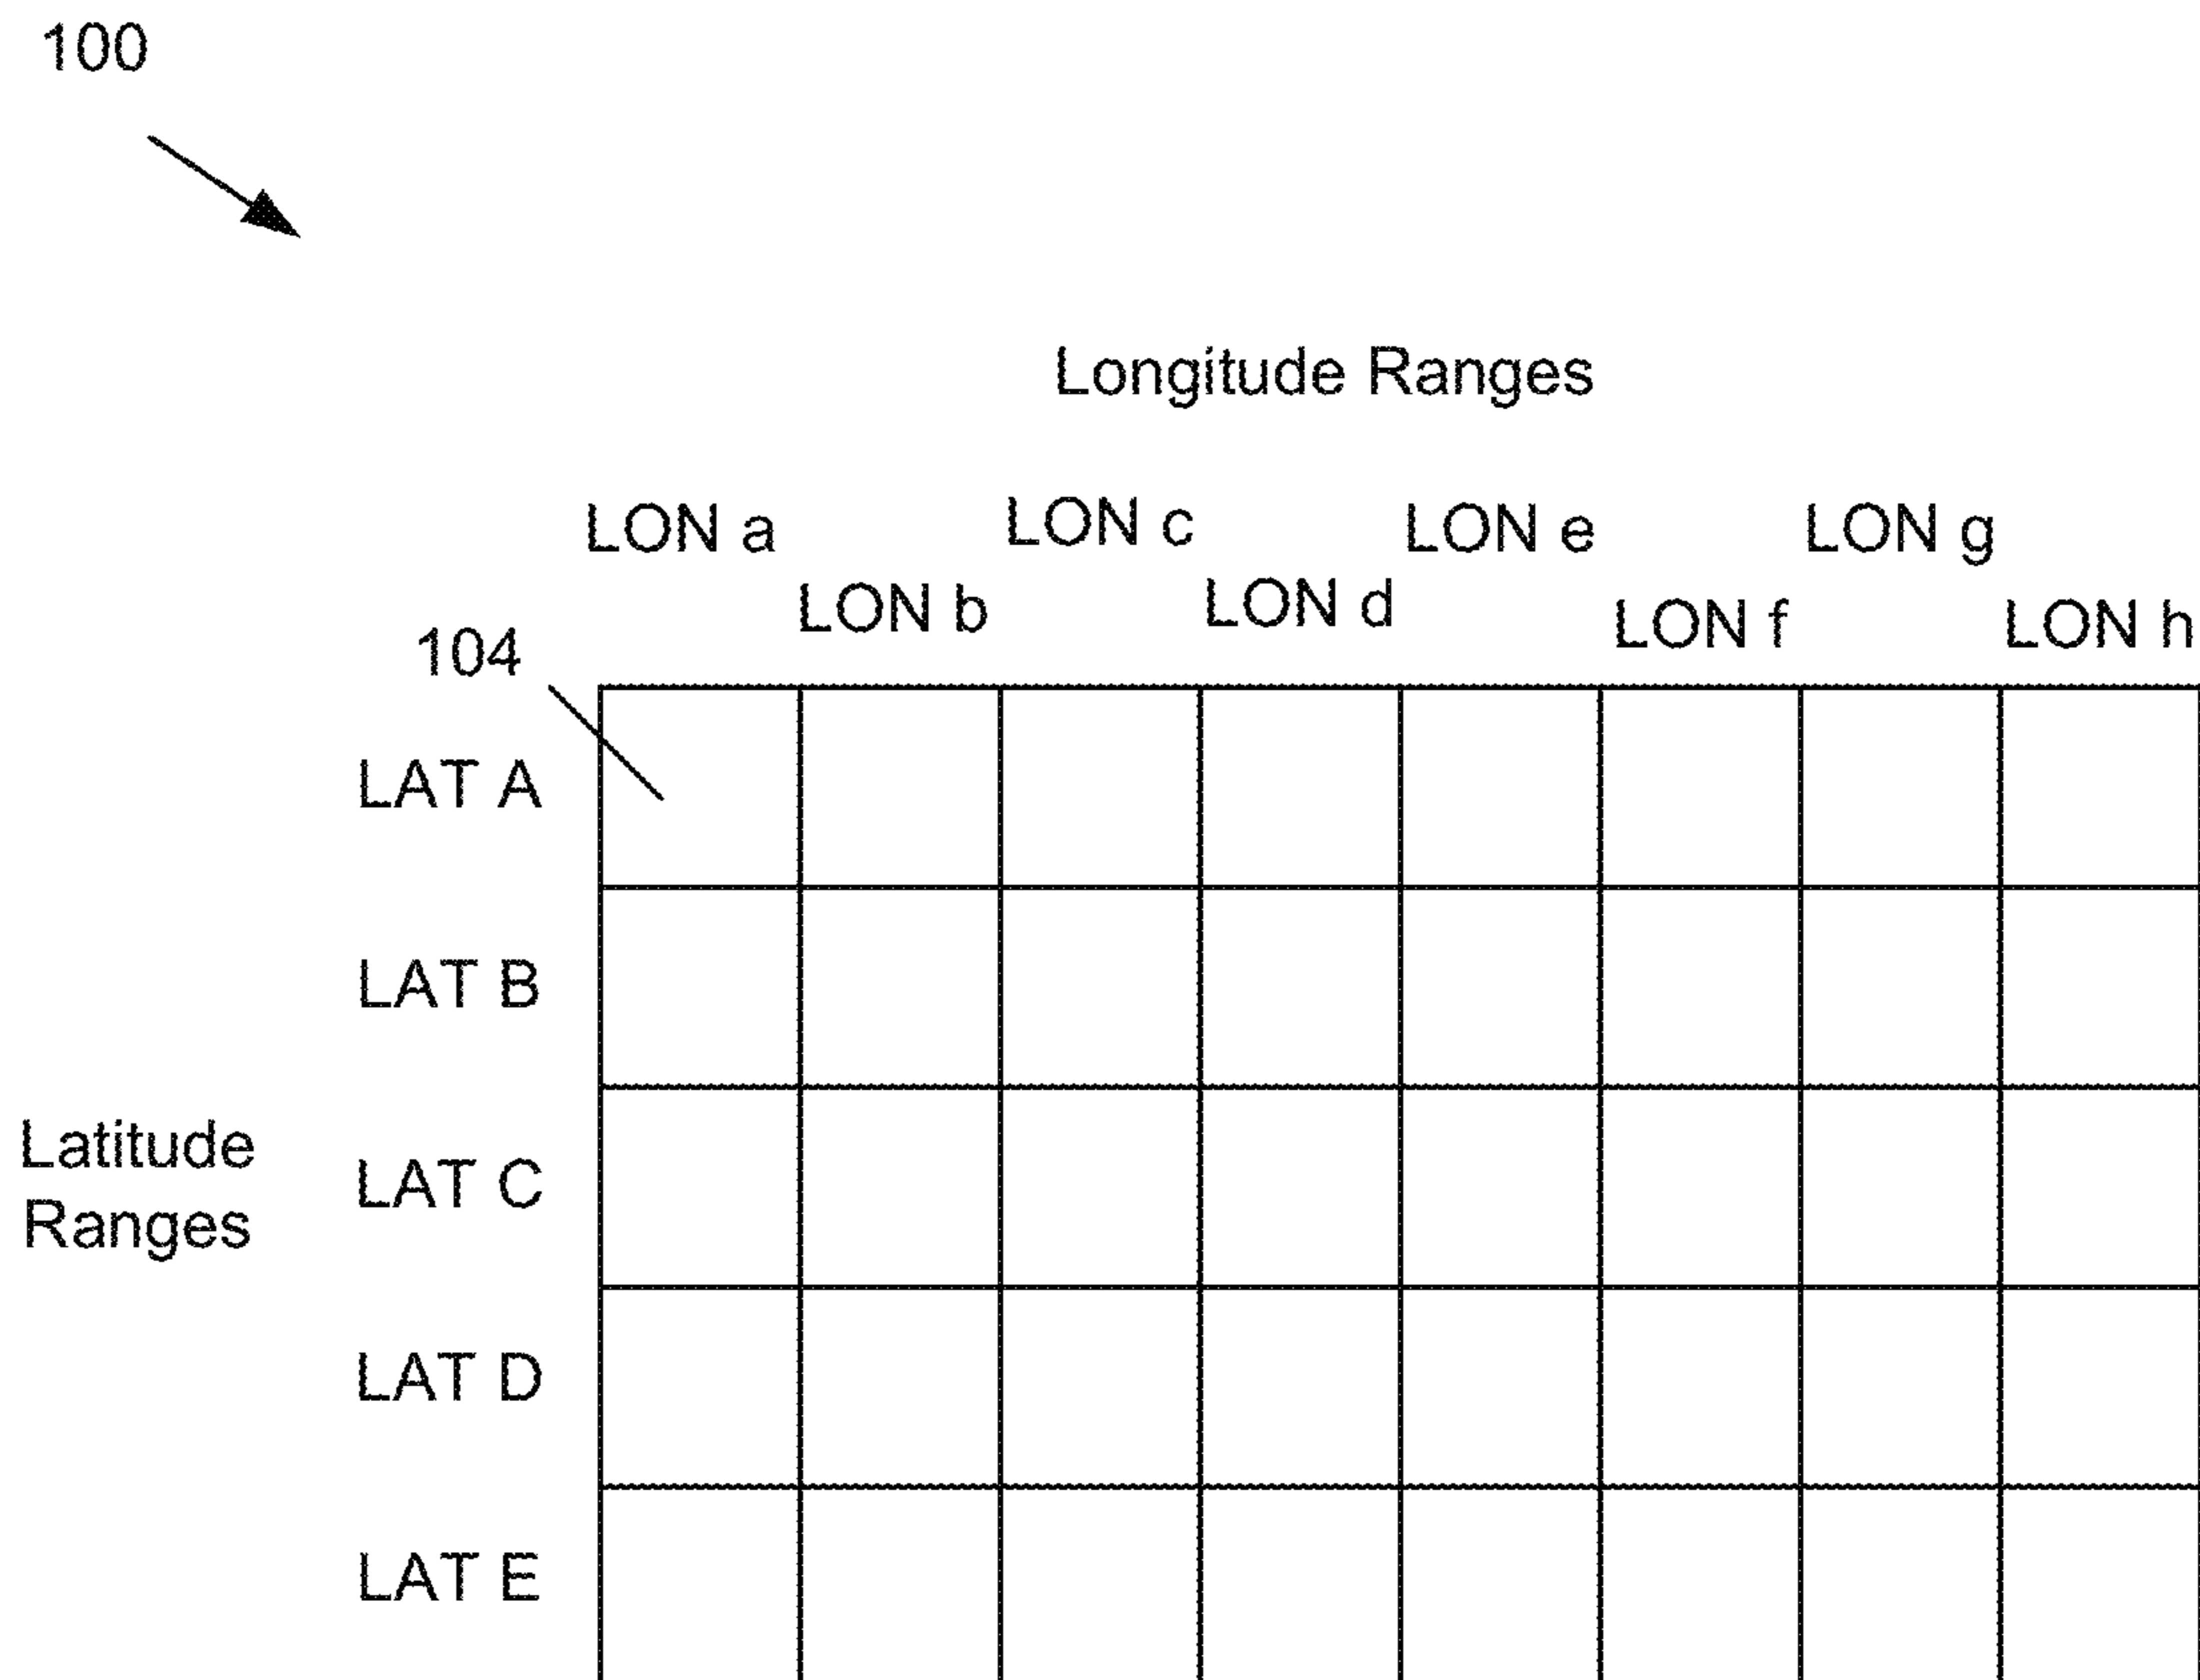 100
Longitude Ranges
LON a
LON b
LON c
LON d
LON e
LON f
LON g
LON h
104
LAT A
LAT B
Latitude
Ranges
LAT C
LAT D
LAT E